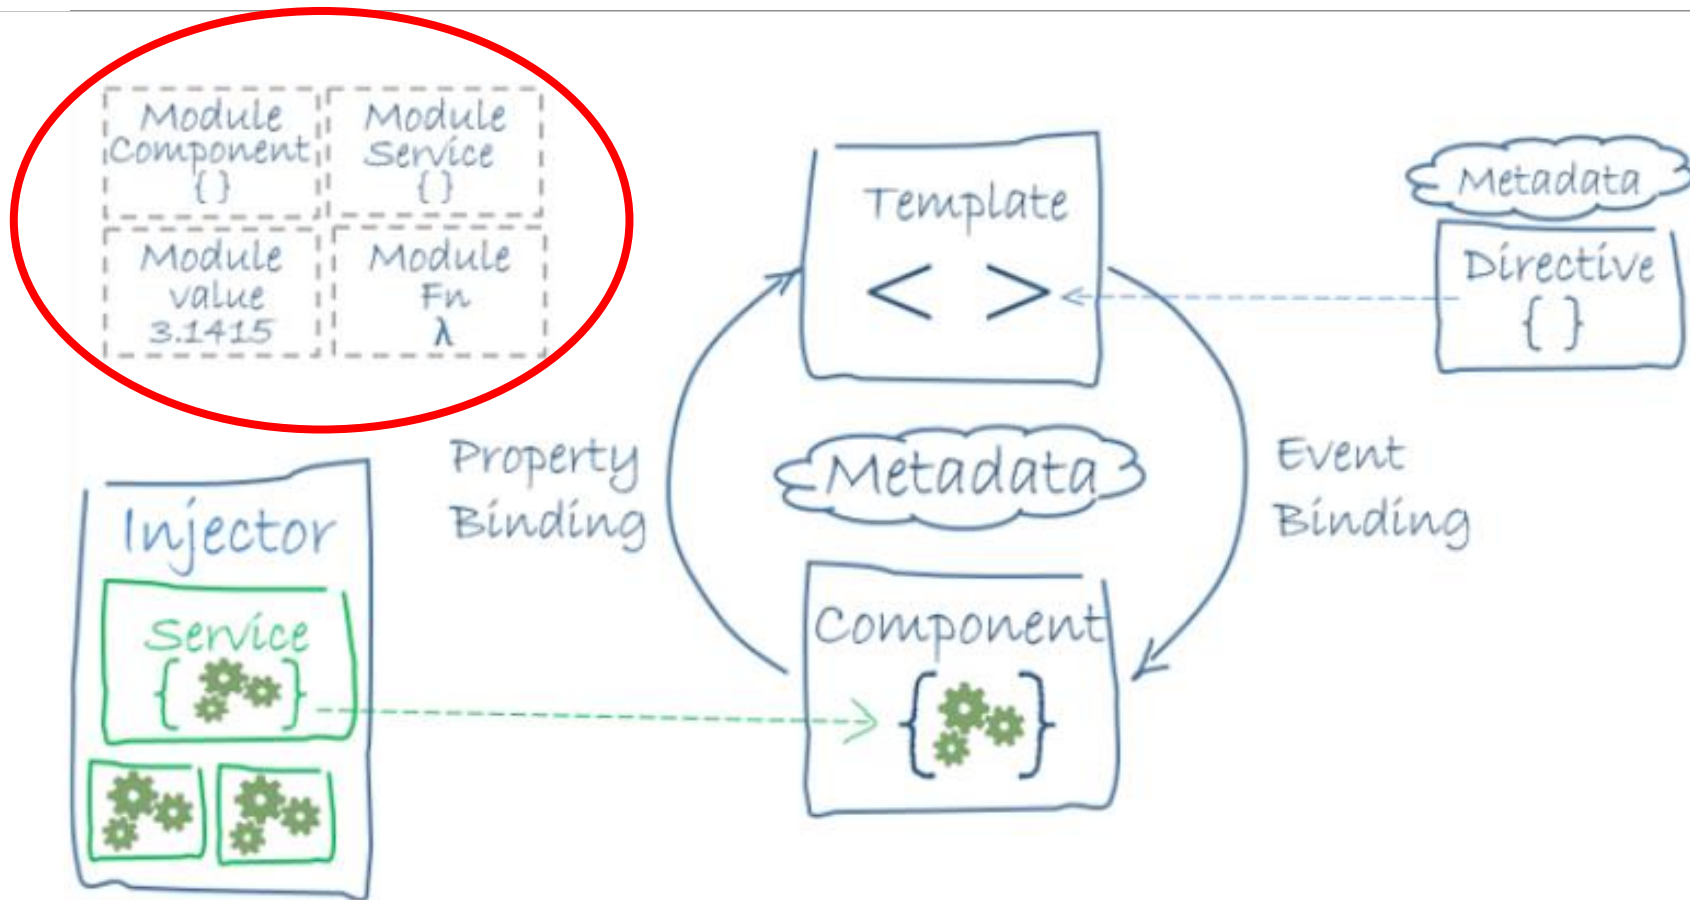 Module
Component
{ }
Module
Service
{ }
Module
value
3.1415
Module
Fn
λ
Template
< >
Metadata
Directive
{ }
Property
Binding
Metadata
Event
Binding
Injector
Service
{ }
Component
{ }